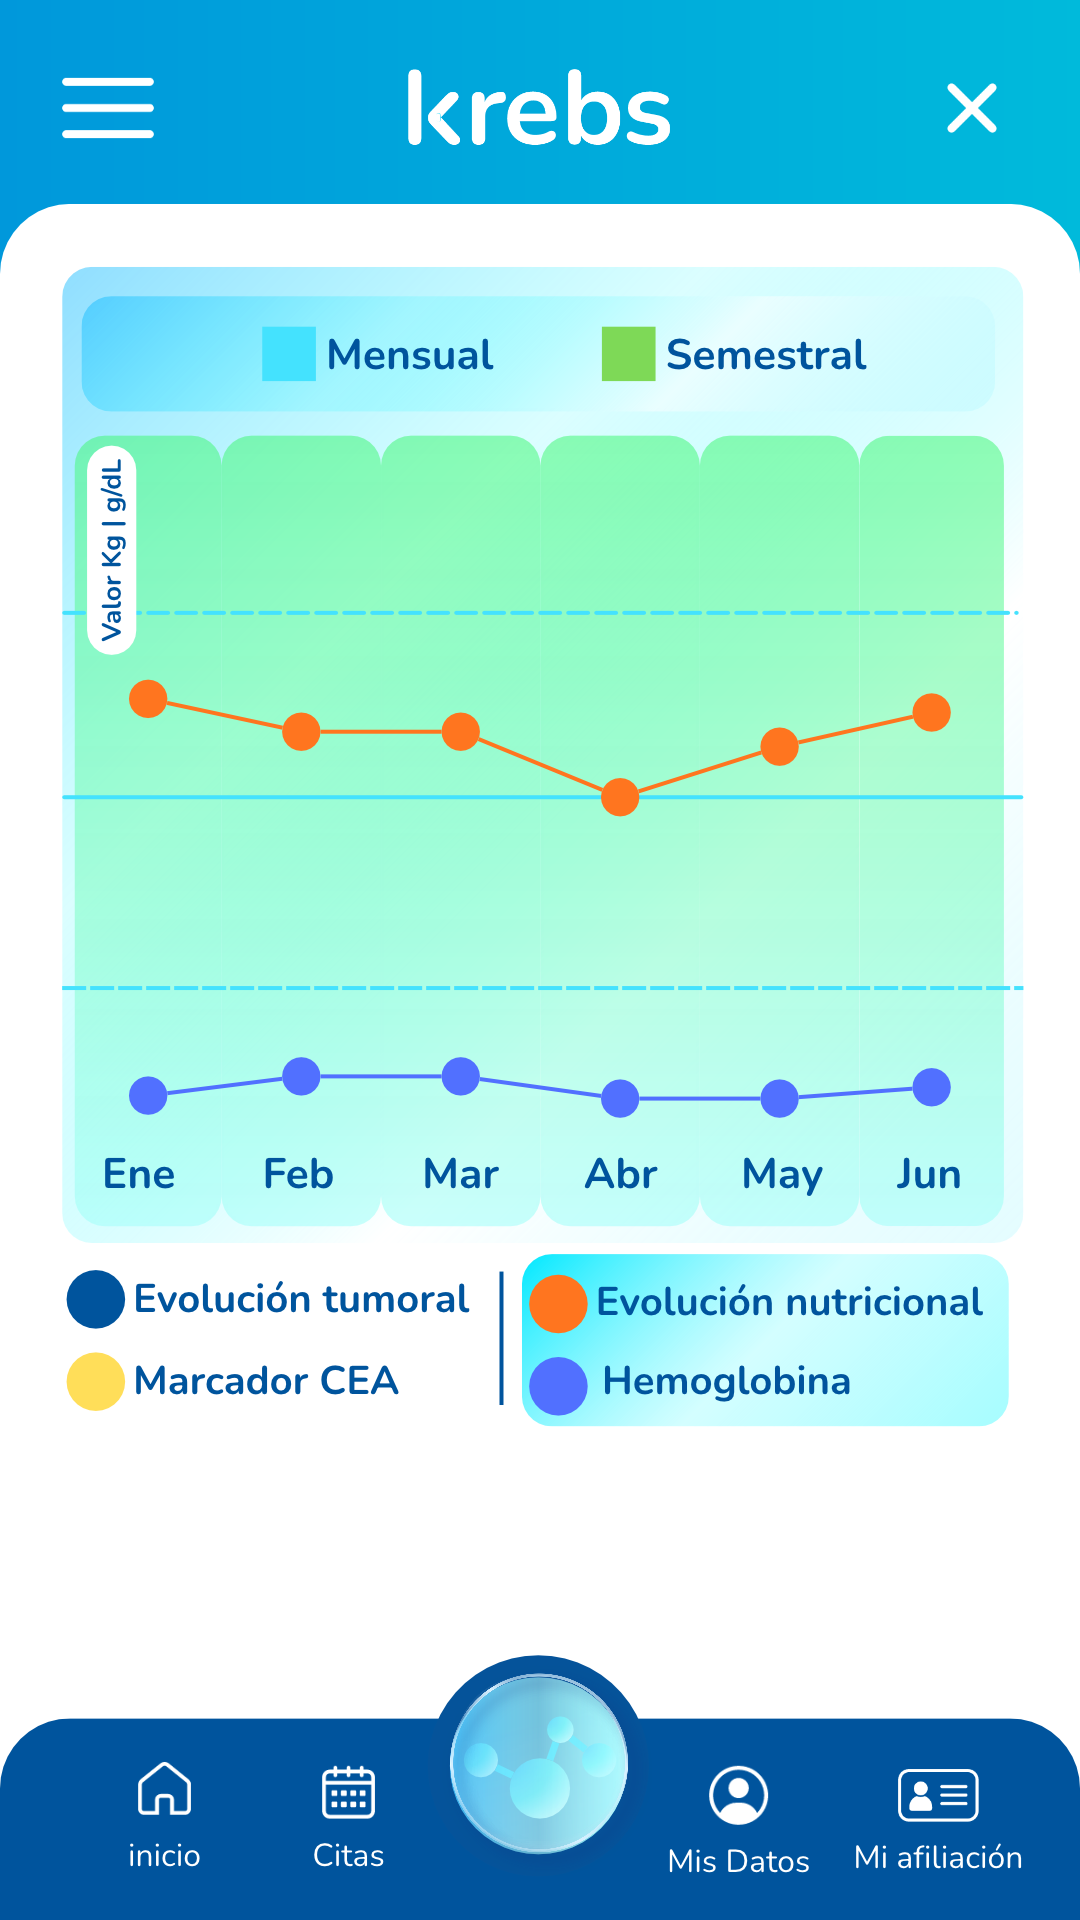 krebs
Mensual
Semestral
Valor Kg | g/dL
Ene
Feb
Mar
Abr
May
Jun
Evolución tumoral
Marcador CEA
Evolución nutricional
Hemoglobina
inicio
Citas
Mis Datos
Mi afiliación